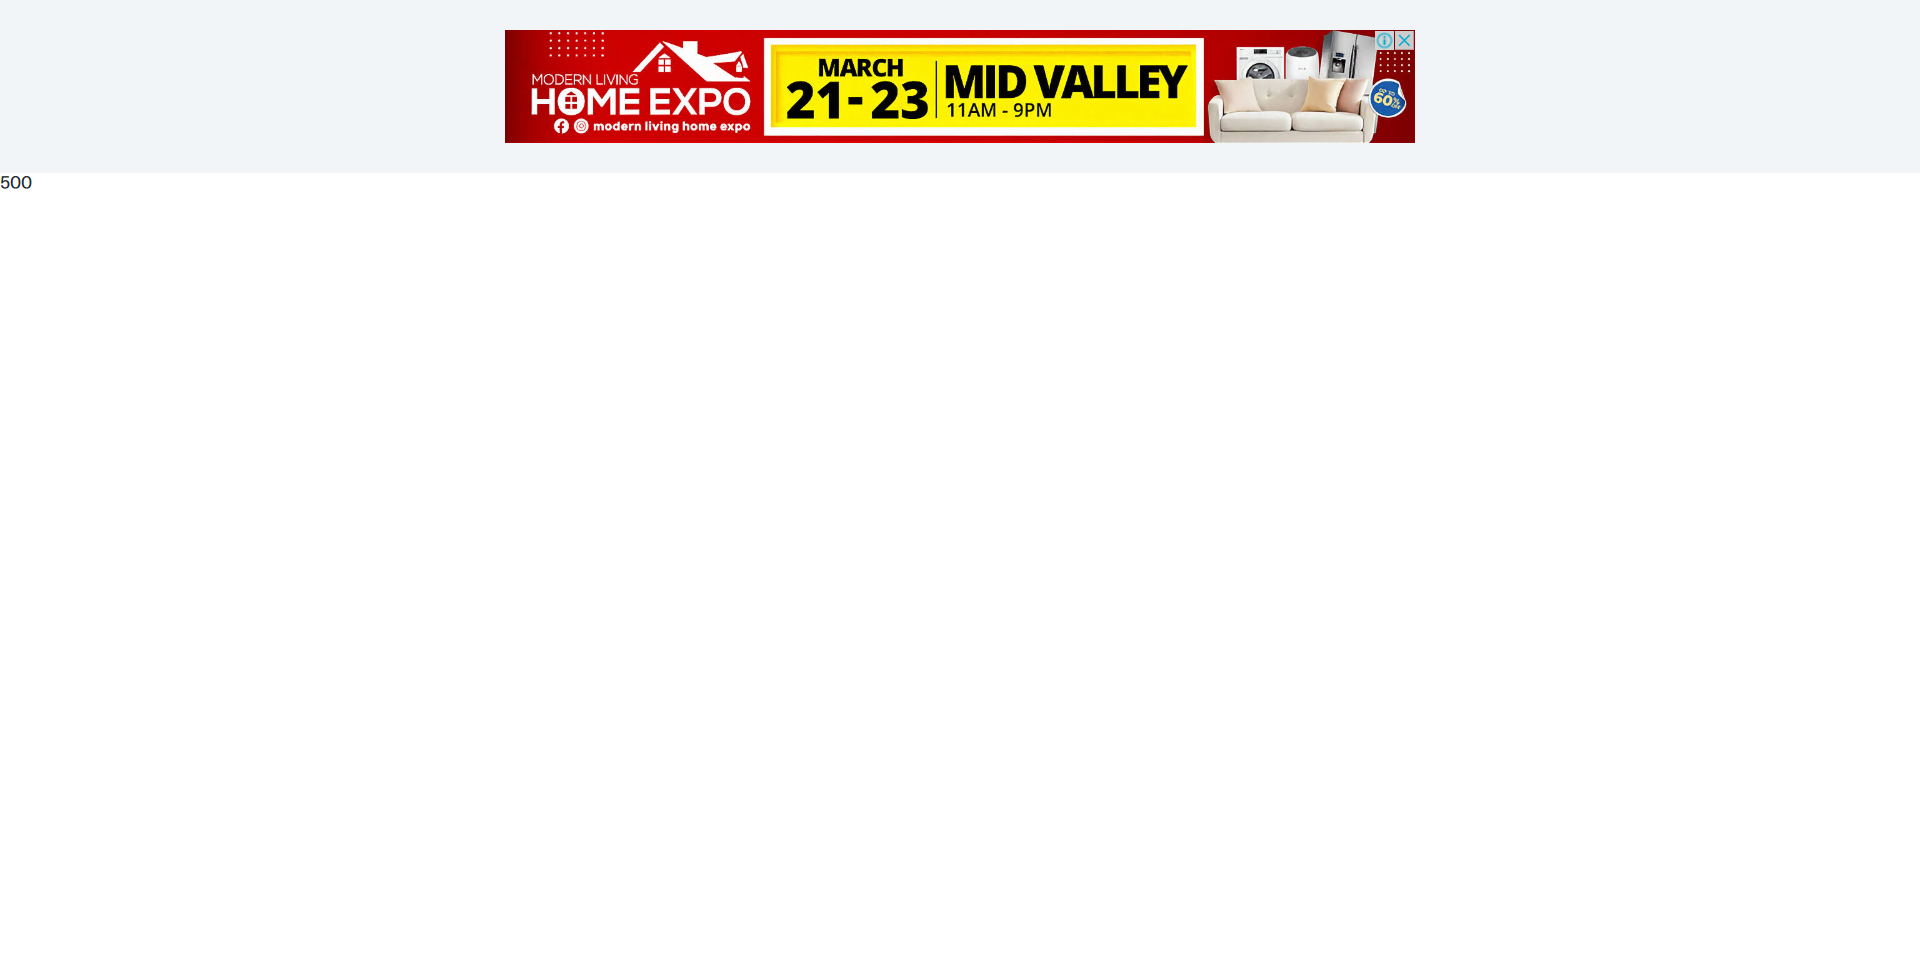 MODERN LIVING
HOME EXPO
modern living home expo
MARCH
21-23
MID VALLEY
11AM - 9PM
UP TO
60%
OFF
500